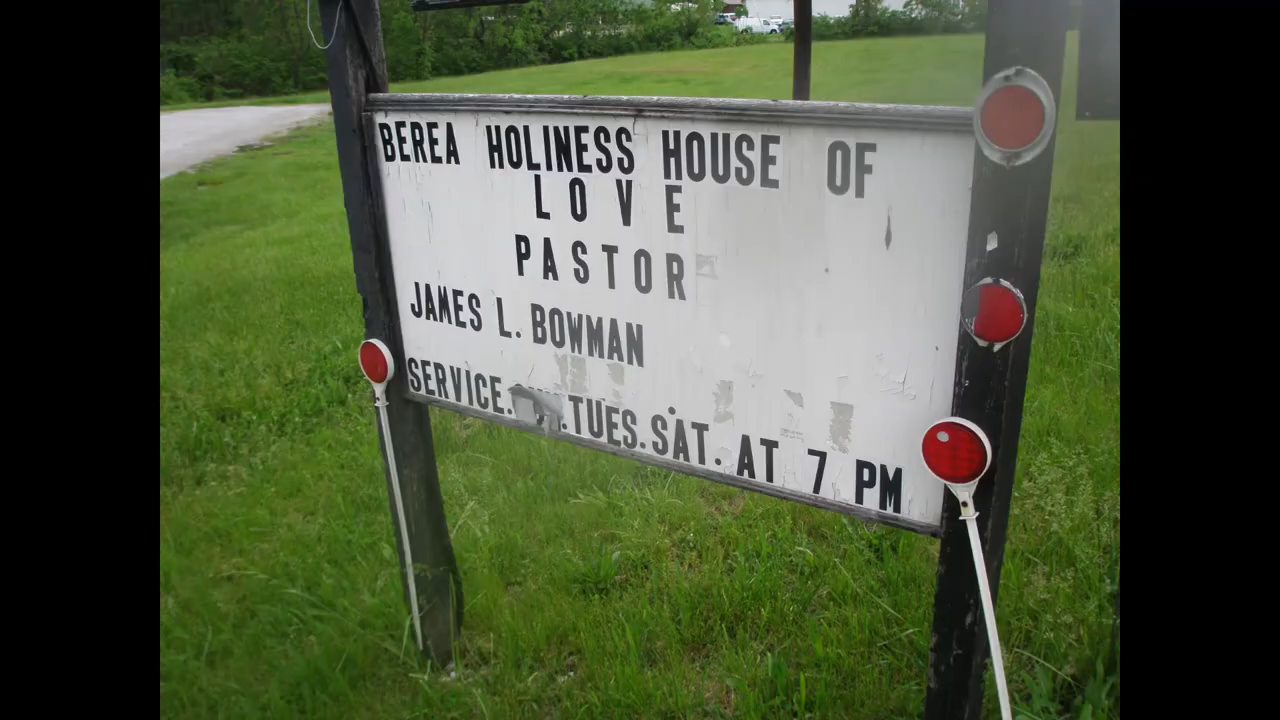 BEREA HOLINESS HOUSE OF
LOVE
PASTOR
JAMES L. BOWMAN
SERVICE. .TUES.SAT. AT 7 PM